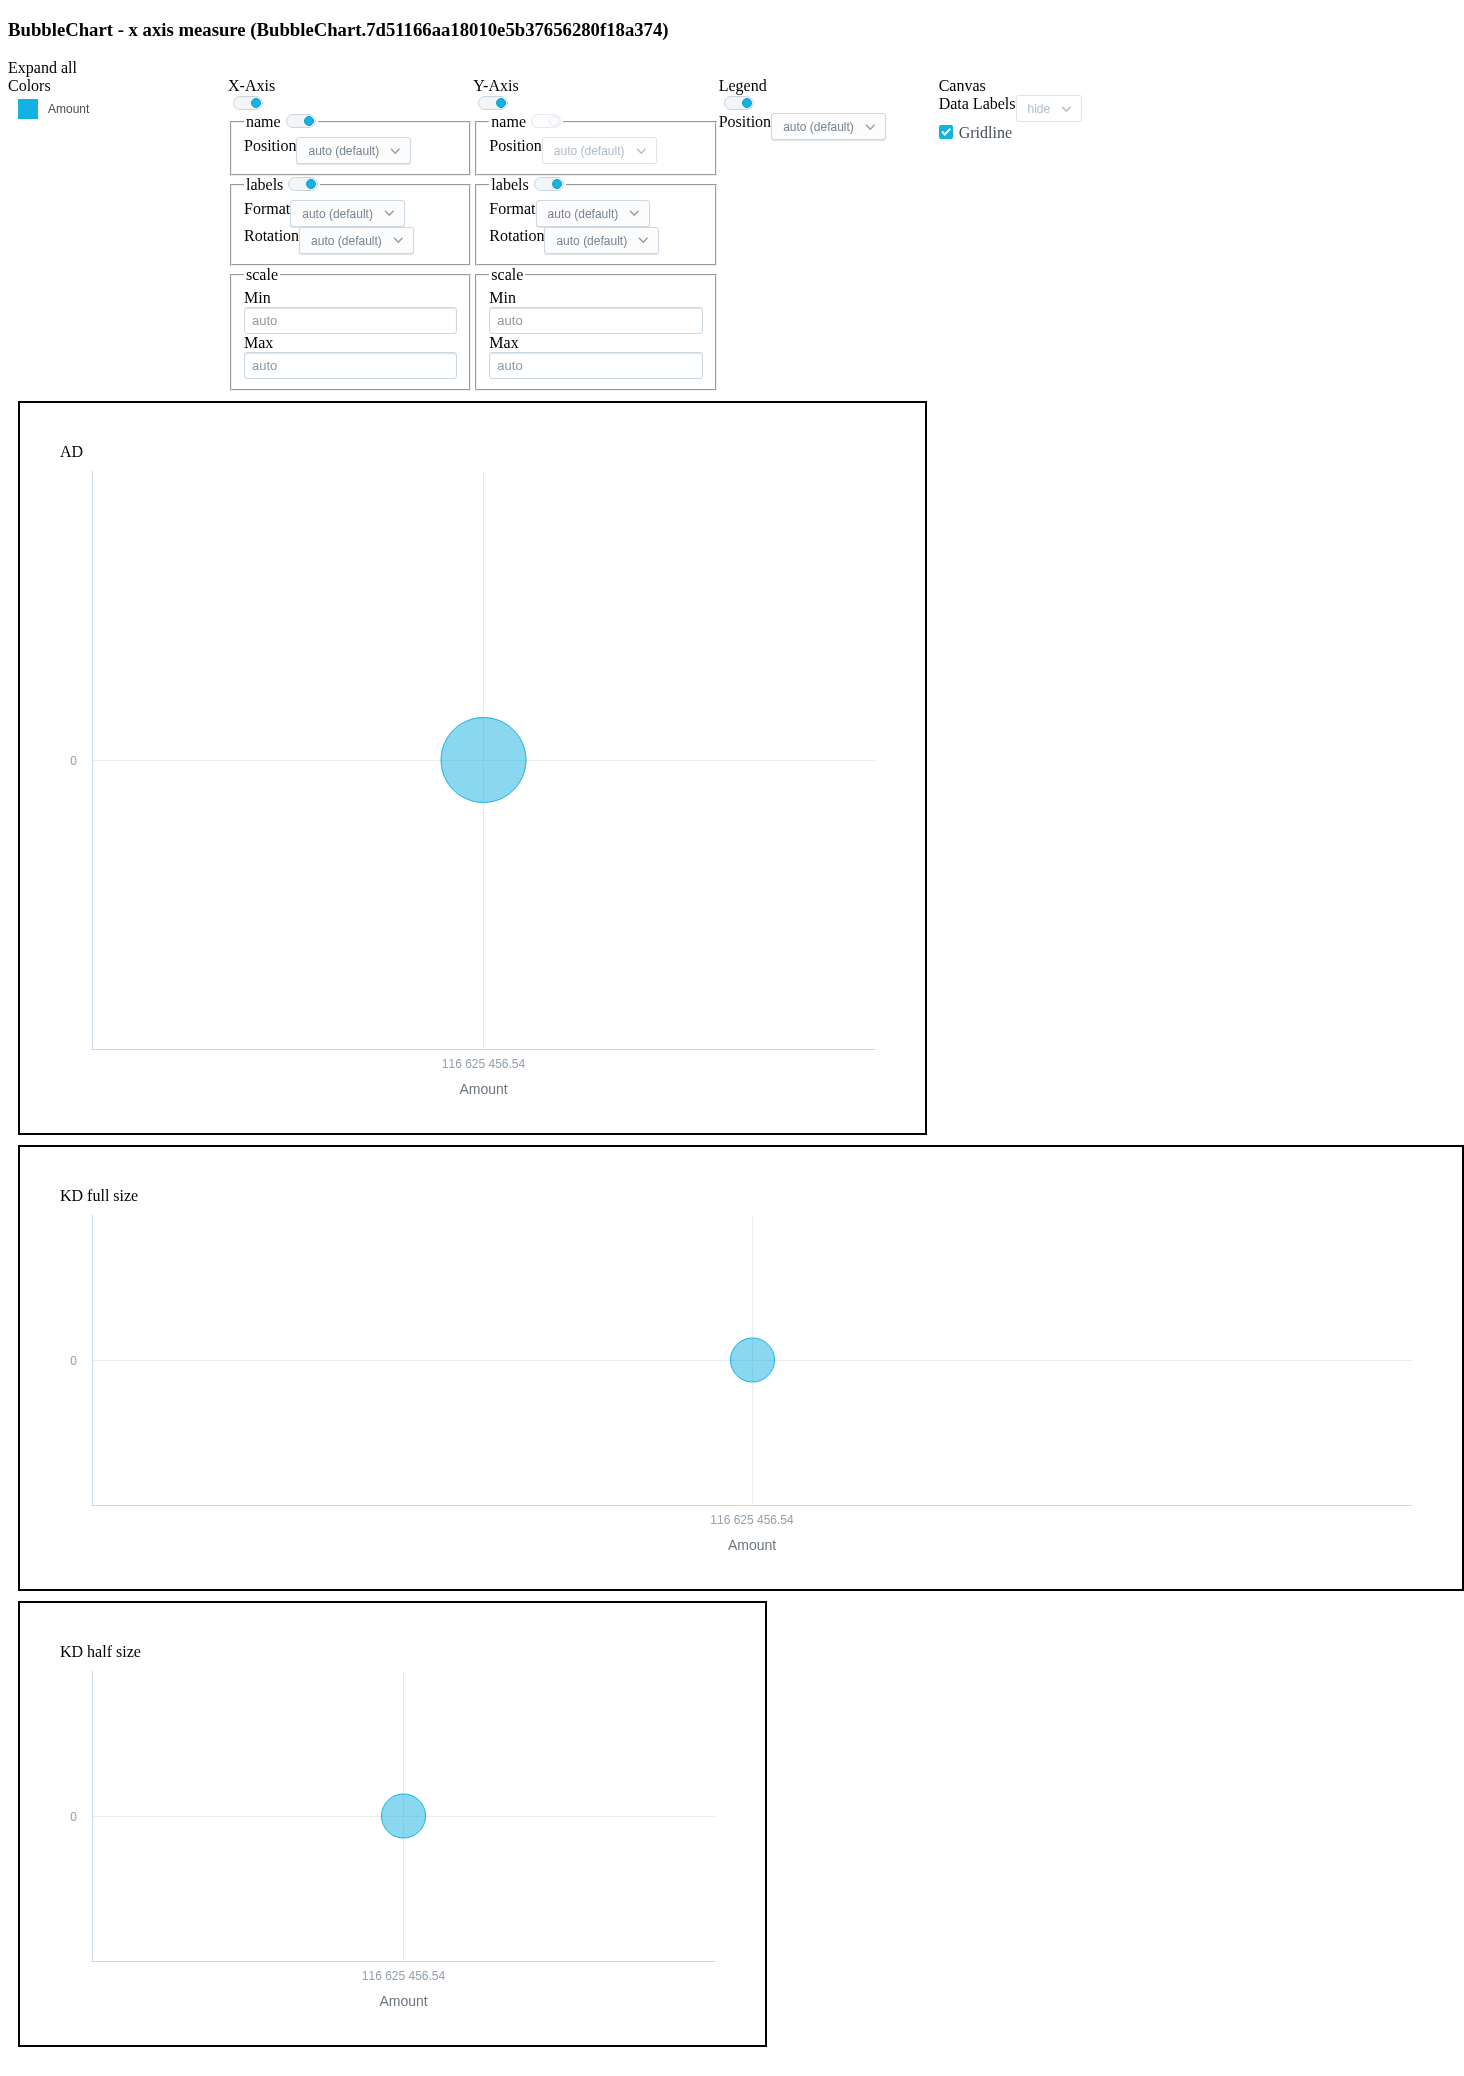 BubbleChart - x axis measure (BubbleChart.7d51166aa18010e5b37656280f18a374)
Expand all
Colors
Amount
X-Axis
name
Position auto (default)
labels
Format auto (default)
Rotation auto (default)
scale
Min
auto
Max
auto
Y-Axis
name
Position auto (default)
labels
Format auto (default)
Rotation auto (default)
scale
Min
auto
Max
auto
Legend
Position auto (default)
Canvas
Data Labels hide
Gridline
AD
0
116 625 456.54
Amount
KD full size
0
116 625 456.54
Amount
KD half size
0
116 625 456.54
Amount